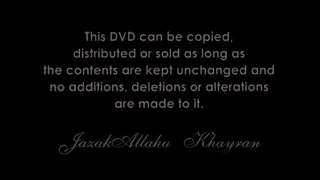 This DVD can be copied,
distributed or sold as long as
the contents are kept unchanged and
no additions, deletions or alterations
are made to it.
JazakAllahu Khayran